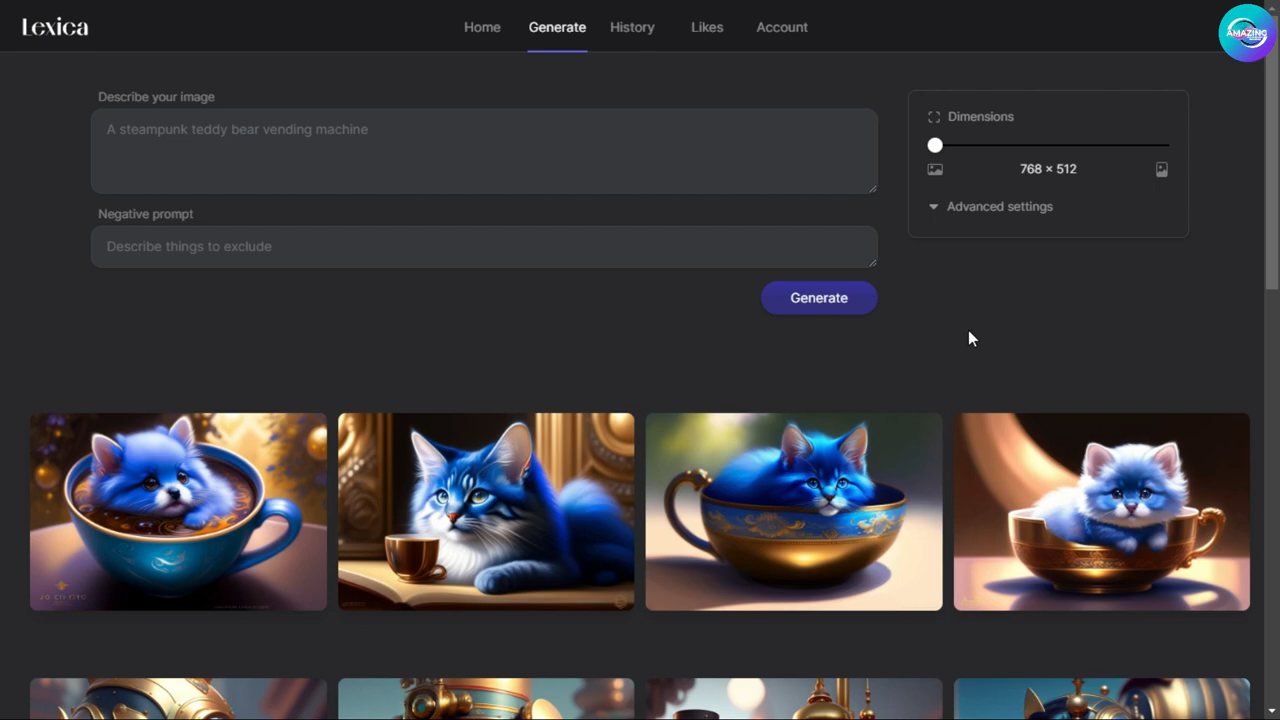 Lexica
Home
Generate
History
Likes
Account
AMAZING
Describe your image
A steampunk teddy bear vending machine
Negative prompt
Describe things to exclude
Generate
Dimensions
768 × 512
Advanced settings